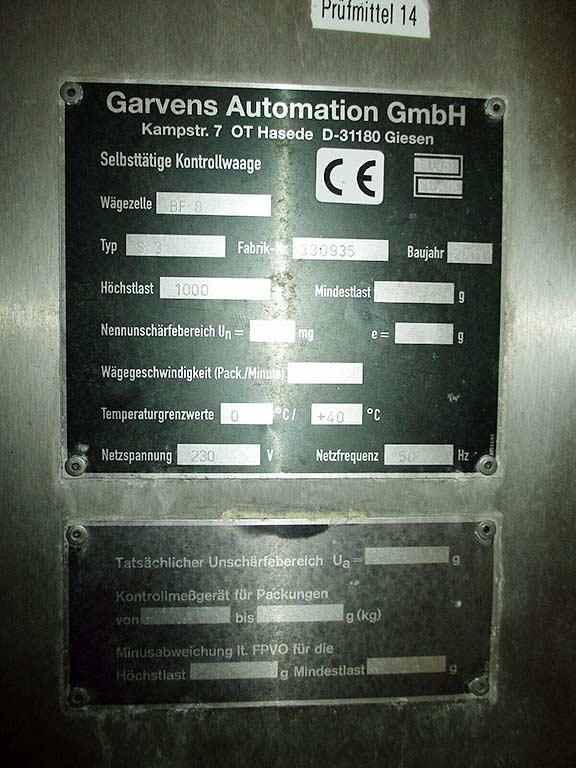 Prüfmittel 14
Garvens Automation GmbH
Kampstr. 7 OT Hasede D-31180 Giesen
Selbsttätige Kontrollwaage CE
Wägezelle BF 8
Typ S 3 Fabrik-Nr. 330935 Baujahr
Höchstlast 1000 Mindestlast g
Nennunschärfebereich Un = mg e = g
Wägegeschwindigkeit (Pack./Minute)
Temperaturgrenzwerte 0 °C/ +40 °C
Netzspannung 230 V Netzfrequenz 50 Hz
Tatsächlicher Unschärfebereich Ua = g
Kontrollmeßgerät für Packungen
von bis g (kg)
Minusabweichung lt. FPVO für die
Höchstlast g Mindestlast g